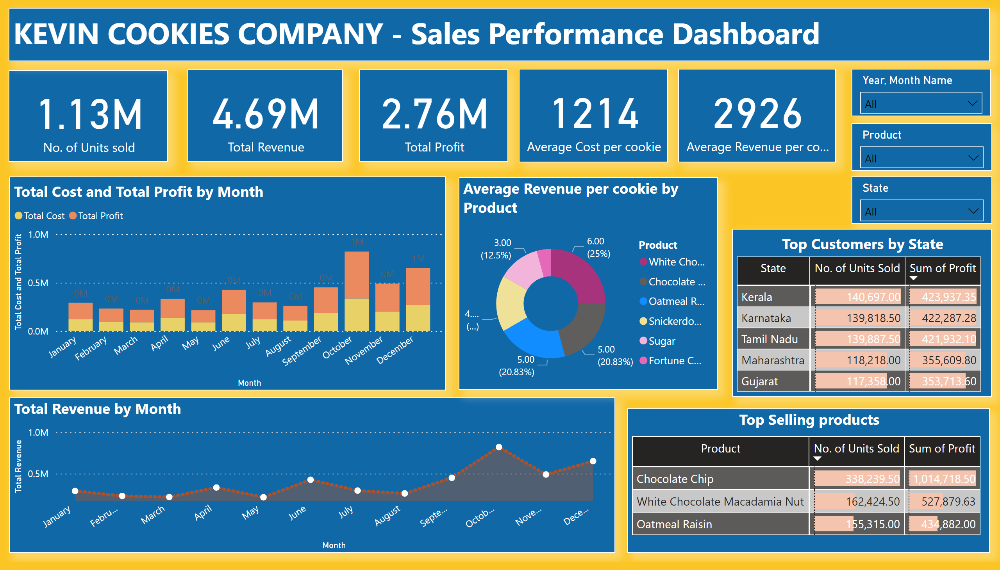 KEVIN COOKIES COMPANY - Sales Performance Dashboard
1.13M
No. of Units sold
4.69M
Total Revenue
2.76M
Total Profit
1214
Average Cost per cookie
2926
Average Revenue per co...
Year, Month Name
All
Product
All
State
All
Total Cost and Total Profit by Month
Total Cost Total Profit
Total Cost and Total Profit
1.0M
0.5M
0.0M
0M
0M
0M
0M
0M
0M
0M
0M
0M
1M
0M
1M
January
February
March
April
May
June
July
August
September
October
November
December
Month
Average Revenue per cookie by
Product
3.00
(12.5%)
6.00
(25%)
4....
(...)
5.00
(20.83%)
5.00
(20.83%)
Product
White Cho...
Chocolate ...
Oatmeal R...
Snickerdo...
Sugar
Fortune C...
Top Customers by State
State No. of Units Sold Sum of Profit
Kerala 140,697.00 423,937.35
Karnataka 139,818.50 422,287.28
Tamil Nadu 139,887.50 421,932.10
Maharashtra 118,218.00 355,609.80
Gujarat 117,358.00 353,713.60
Total Revenue by Month
Total Revenue
1.0M
0.5M
January
Febru...
March
April
May
June
July
August
Septe...
Octob...
Nove...
Dece...
Month
Top Selling products
Product No. of Units Sold Sum of Profit
Chocolate Chip 338,239.50 1,014,718.50
White Chocolate Macadamia Nut 162,424.50 527,879.63
Oatmeal Raisin 155,315.00 434,882.00